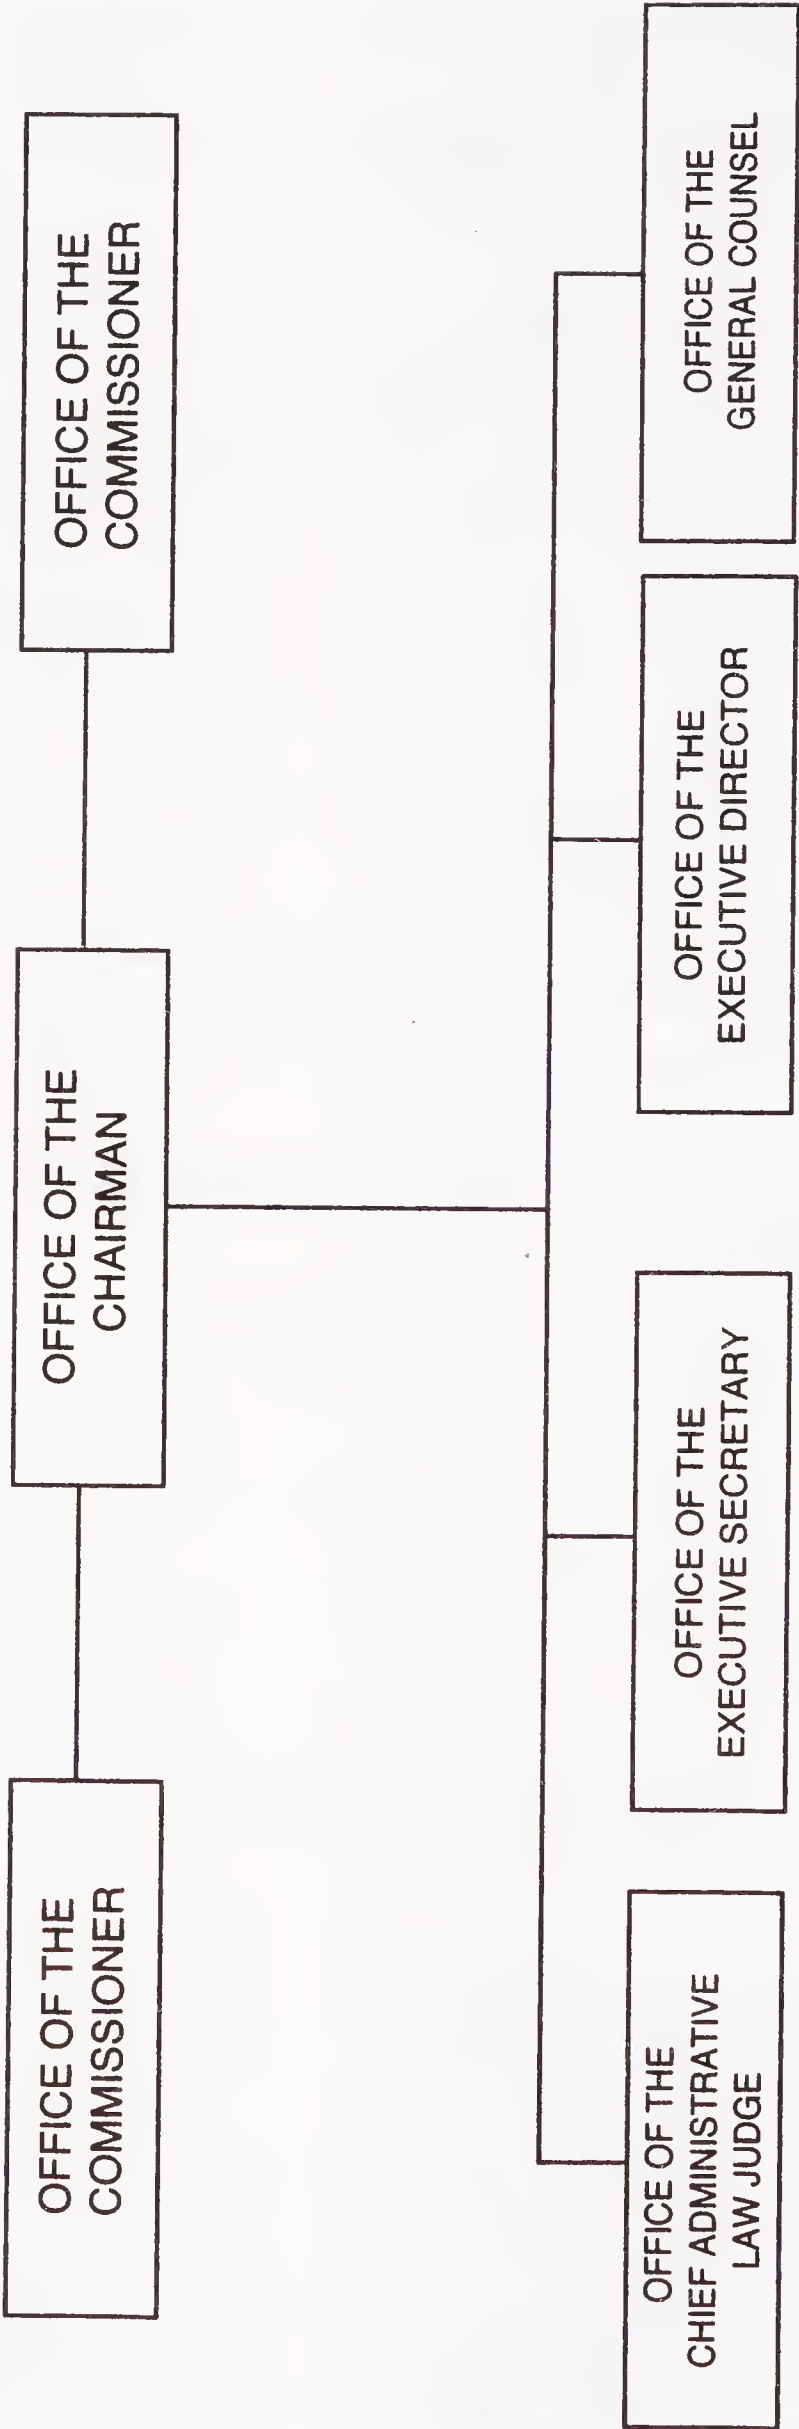 OFFICE OF THE
COMMISSIONER
OFFICE OF THE
CHAIRMAN
OFFICE OF THE
COMMISSIONER
OFFICE OF THE
CHIEF ADMINISTRATIVE
LAW JUDGE
OFFICE OF THE
EXECUTIVE SECRETARY
OFFICE OF THE
EXECUTIVE DIRECTOR
OFFICE OF THE
GENERAL COUNSEL